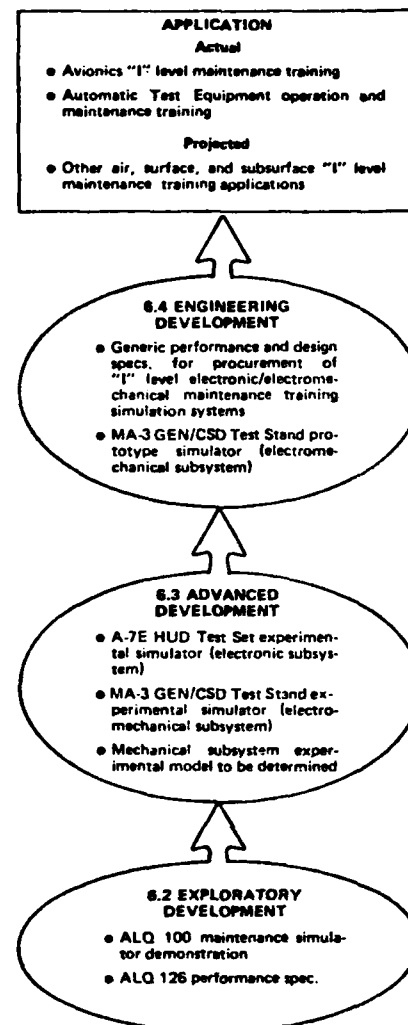 APPLICATION
Actual
● Avionics "I" level maintenance training
● Automatic Test Equipment operation and
maintenance training
Projected
● Other air, surface, and subsurface "I" level
maintenance training applications
6.4 ENGINEERING
DEVELOPMENT
● Generic performance and design
specs. for procurement of
"I" level electronic/electrome-
chanical maintenance training
simulation systems
● MA-3 GEN/CSD Test Stand pro-
totype simulator (electrome-
chanical subsystem)
6.3 ADVANCED
DEVELOPMENT
● A-7E HUD Test Set experimen-
tal simulator (electronic subsys-
tem)
● MA-3 GEN/CSD Test Stand ex-
perimental simulator (electro-
mechanical subsystem)
● Mechanical subsystem exper-
imental model to be determined
6.2 EXPLORATORY
DEVELOPMENT
● ALQ 100 maintenance simula-
tor demonstration
● ALQ 126 performance spec.